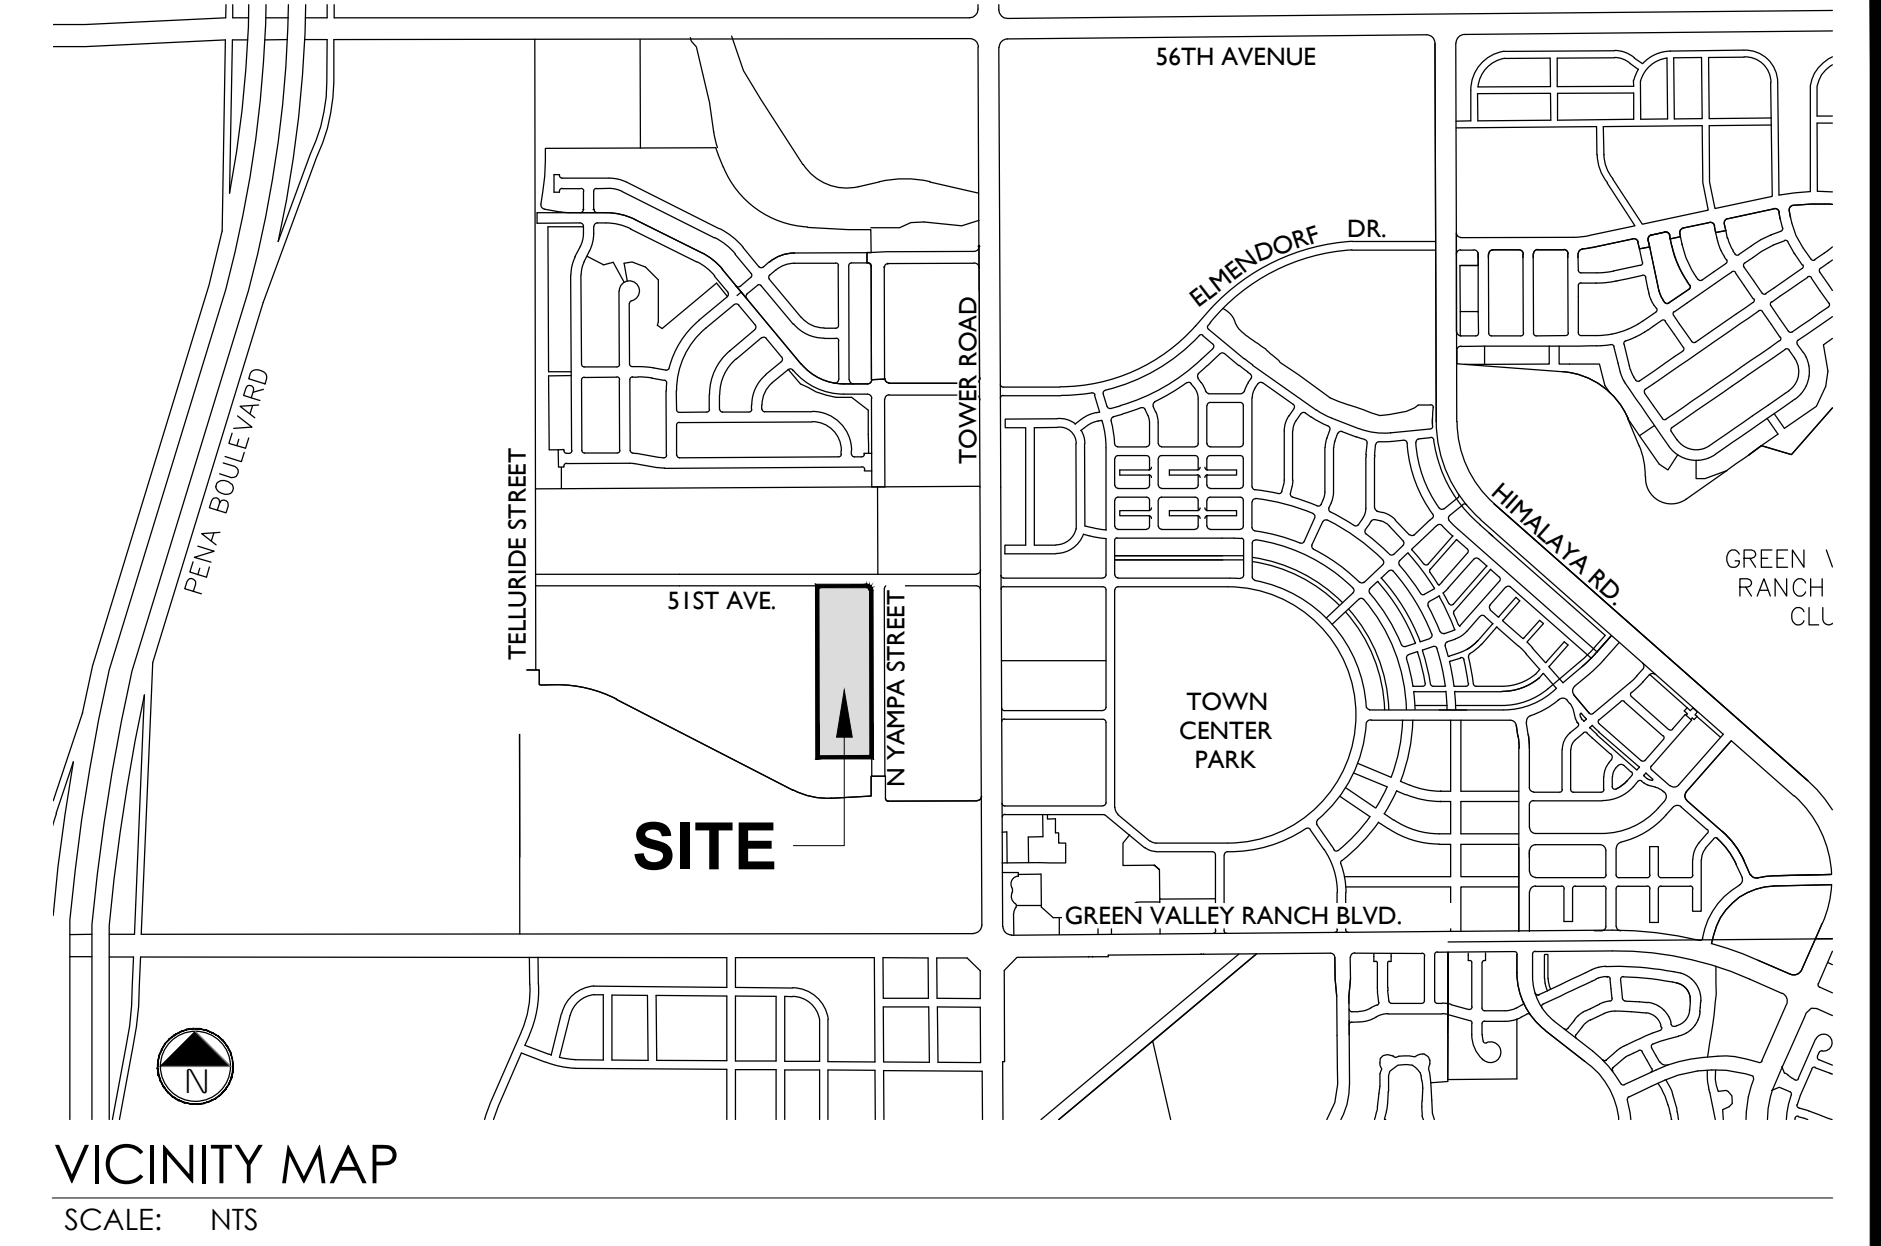 56TH AVENUE
ELMENDORF DR.
TOWER ROAD
PENA BOULEVARD
TELLURIDE STREET
HIMALAYA RD.
GREEN
RANCH
51ST AVE.
N YAMPA STREET
TOWN
CENTER
PARK
SITE
GREEN VALLEY RANCH BLVD.
N
VICINITY MAP
SCALE: NTS